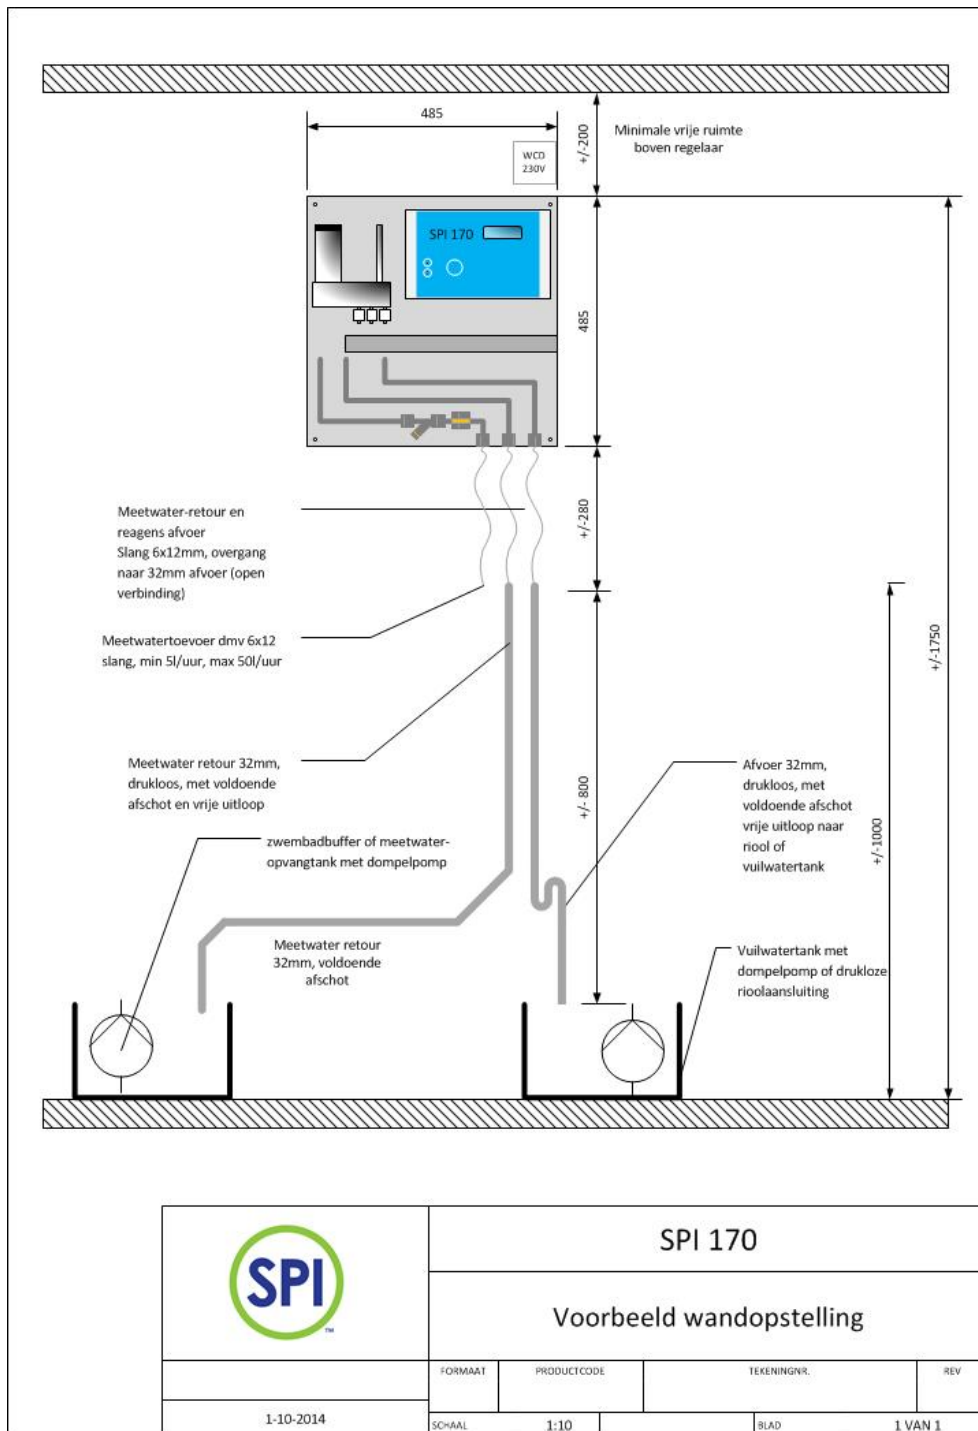 485
+/-200
Minimale vrije ruimte
boven regelaar
WCD
230V
SPI 170
485
Meetwater-retour en
reagens afvoer
Slang 6x12mm, overgang
naar 32mm afvoer (open
verbinding)
+/-280
Meetwatertoevoer dmv 6x12
slang, min 5l/uur, max 50l/uur
+/-1750
Meetwater retour 32mm,
drukloos, met voldoende
afschot en vrije uitloop
+/- 800
Afvoer 32mm,
drukloos, met
voldoende afschot
vrije uitloop naar
riool of
vuilwatertank
+/-1000
zwembadbuffer of meetwater-
opvangtank met dompelpomp
Meetwater retour
32mm, voldoende
afschot
Vuilwatertank met
dompelpomp of drukloze
rioolaansluiting
SPI
TM
SPI 170
Voorbeeld wandopstelling
FORMAAT PRODUCTCODE TEKENINGNR. REV
1-10-2014
SCHAAL 1:10 BLAD 1 VAN 1